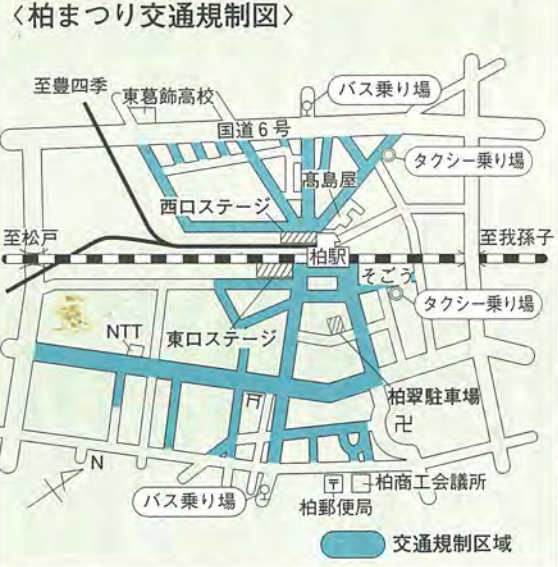 〈柏まつり交通規制図〉
至豊四季
東葛飾高校
バス乗り場
国道6号
タクシー乗り場
髙島屋
西口ステージ
至松戸
柏駅
至我孫子
そごう
タクシー乗り場
NTT
東口ステージ
柏翠駐車場
N
バス乗り場
柏郵便局
柏商工会議所
交通規制区域